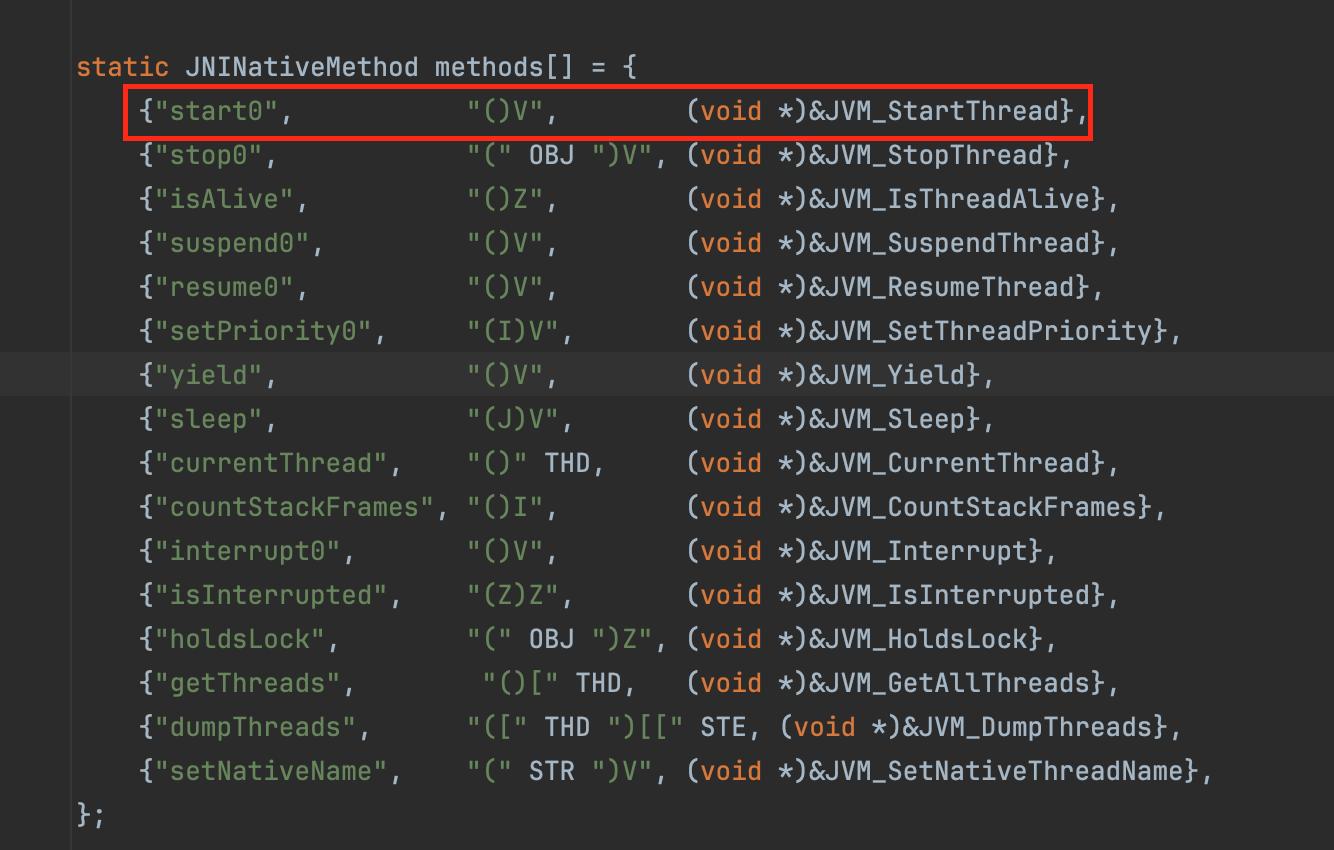 static JNINativeMethod methods[] = {
    {"start0",           "()V",        (void *)&JVM_StartThread},
    {"stop0",            "(" OBJ ")V", (void *)&JVM_StopThread},
    {"isAlive",          "()Z",        (void *)&JVM_IsThreadAlive},
    {"suspend0",         "()V",        (void *)&JVM_SuspendThread},
    {"resume0",          "()V",        (void *)&JVM_ResumeThread},
    {"setPriority0",     "(I)V",       (void *)&JVM_SetThreadPriority},
    {"yield",            "()V",        (void *)&JVM_Yield},
    {"sleep",            "(J)V",       (void *)&JVM_Sleep},
    {"currentThread",    "()" THD,     (void *)&JVM_CurrentThread},
    {"countStackFrames", "()I",        (void *)&JVM_CountStackFrames},
    {"interrupt0",       "()V",        (void *)&JVM_Interrupt},
    {"isInterrupted",    "(Z)Z",       (void *)&JVM_IsInterrupted},
    {"holdsLock",        "(" OBJ ")Z", (void *)&JVM_HoldsLock},
    {"getThreads",        "()[" THD,   (void *)&JVM_GetAllThreads},
    {"dumpThreads",      "([" THD ")[[" STE, (void *)&JVM_DumpThreads},
    {"setNativeName",    "(" STR ")V", (void *)&JVM_SetNativeThreadName},
};